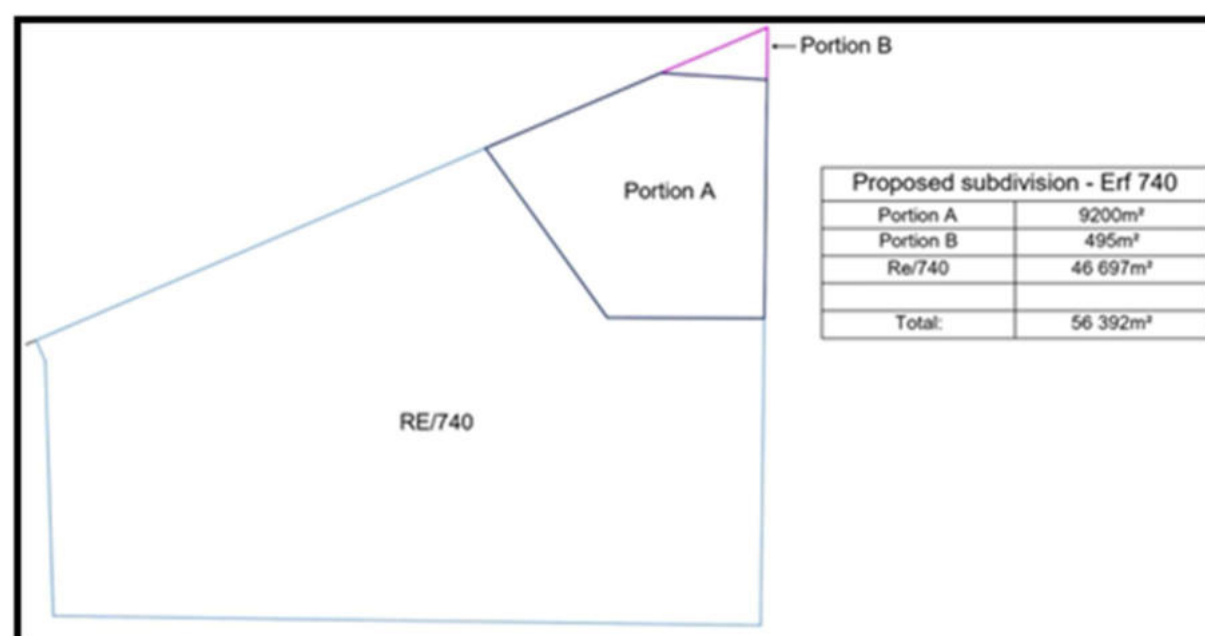 Portion B
Portion A
RE/740
Proposed subdivision - Erf 740
Portion A 9200m²
Portion B 495m²
Re/740 46 697m²
Total: 56 392m²